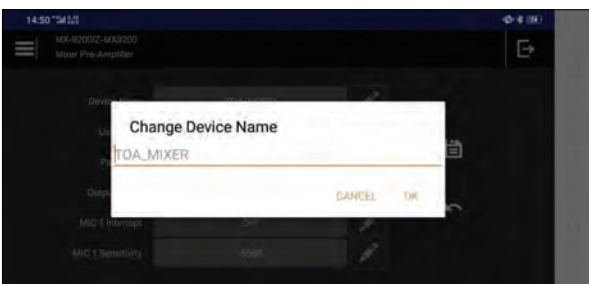 14:50
MX-9200/Z-MX9200
Mixer Pre-Amplifier
Change Device Name
TOA_MIXER
CANCEL OK
MIC 1 Interrupt OFF
MIC 1 Sensitivity -50dB